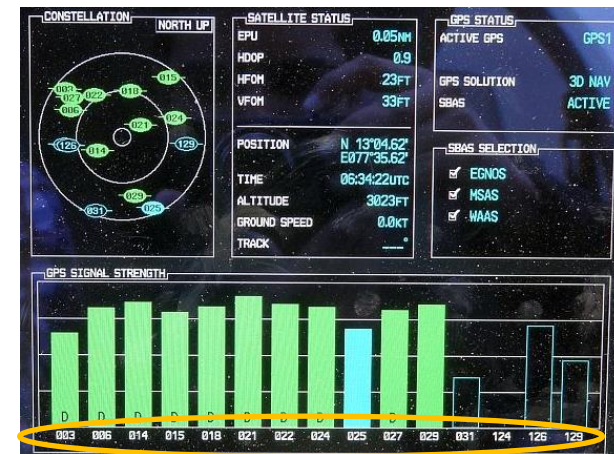 CONSTELLATION
NORTH UP
015
003
022
018
027
006
024
021
126
129
014
029
031
025
SATELLITE STATUS
EPU 0.05NM
HDOP 0.9
HFOM 23FT
VFOM 33FT
POSITION N 13°04.62'
E077°35.62'
TIME 06:34:22UTC
ALTITUDE 3023FT
GROUND SPEED 0.0KT
TRACK ___°
GPS STATUS
ACTIVE GPS GPS1
GPS SOLUTION 3D NAV
SBAS ACTIVE
SBAS SELECTION
EGNOS
MSAS
WAAS
GPS SIGNAL STRENGTH
D D D D D D D D D
003 006 014 015 018 021 022 024 025 027 029 031 124 126 129